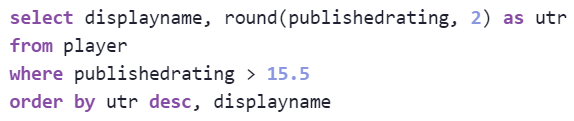 select displayname, round(publishedrating, 2) as utr
from player
where publishedrating > 15.5
order by utr desc, displayname